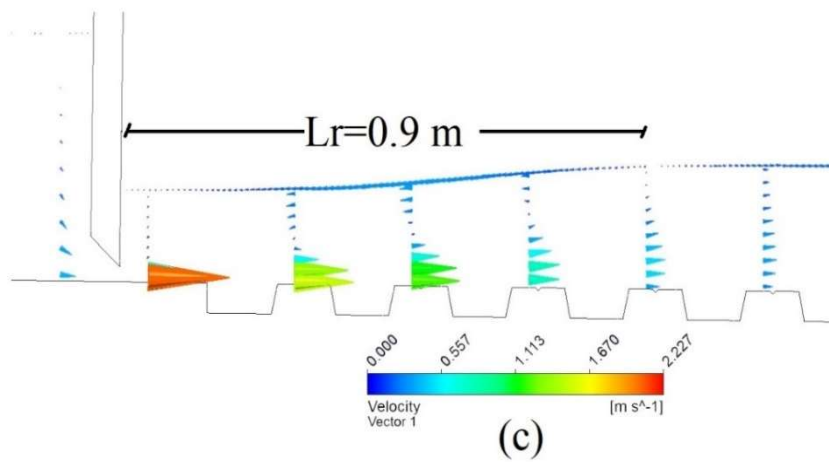 Lr=0.9 m
0.000
0.557
1.113
1.670
2.227
Velocity
Vector 1
[m s^-1]
(c)